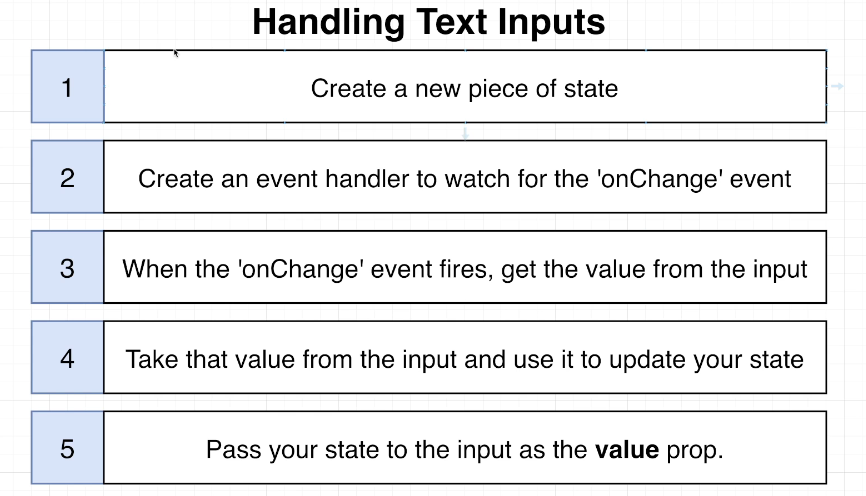 Handling Text Inputs
1 Create a new piece of state
2 Create an event handler to watch for the 'onChange' event
3 When the 'onChange' event fires, get the value from the input
4 Take that value from the input and use it to update your state
5 Pass your state to the input as the value prop.